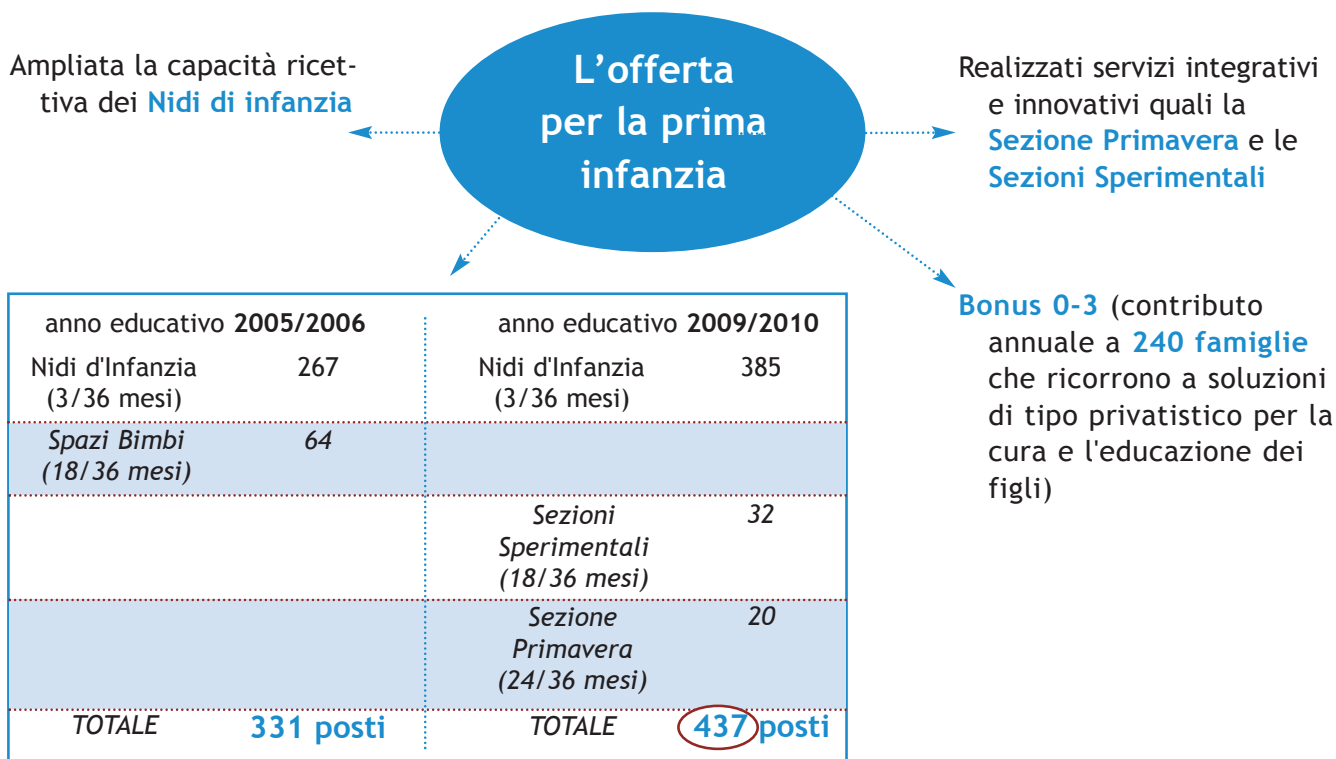 L'offerta
per la prima
infanzia
Ampliata la capacità ricet-
tiva dei Nidi di infanzia
Realizzati servizi integrativi
e innovativi quali la
Sezione Primavera e le
Sezioni Sperimentali
Bonus 0-3 (contributo
annuale a 240 famiglie
che ricorrono a soluzioni
di tipo privatistico per la
cura e l'educazione dei
figli)
anno educativo 2005/2006 anno educativo 2009/2010
Nidi d'Infanzia 267 Nidi d'Infanzia 385
(3/36 mesi) (3/36 mesi)
Spazi Bimbi 64
(18/36 mesi)
Sezioni 32
Sperimentali
(18/36 mesi)
Sezione 20
Primavera
(24/36 mesi)
TOTALE 331 posti TOTALE 437 posti